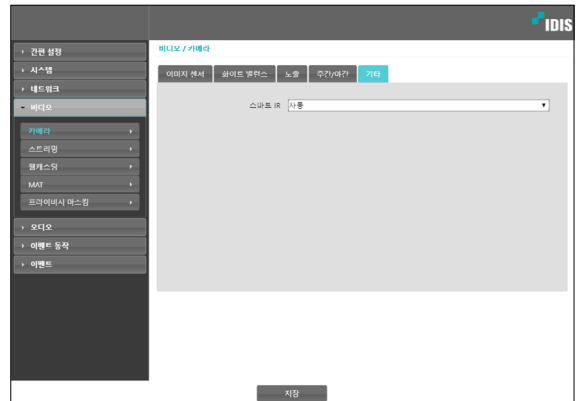 IDIS
비디오 / 카메라
간편 설정
시스템
네트워크
비디오
카메라
스트리밍
웹캐스팅
MAT
프라이버시 마스킹
오디오
이벤트 동작
이벤트
이미지 센서
화이트 밸런스
노출
주간/야간
기타
스마트 IR
사용
저장